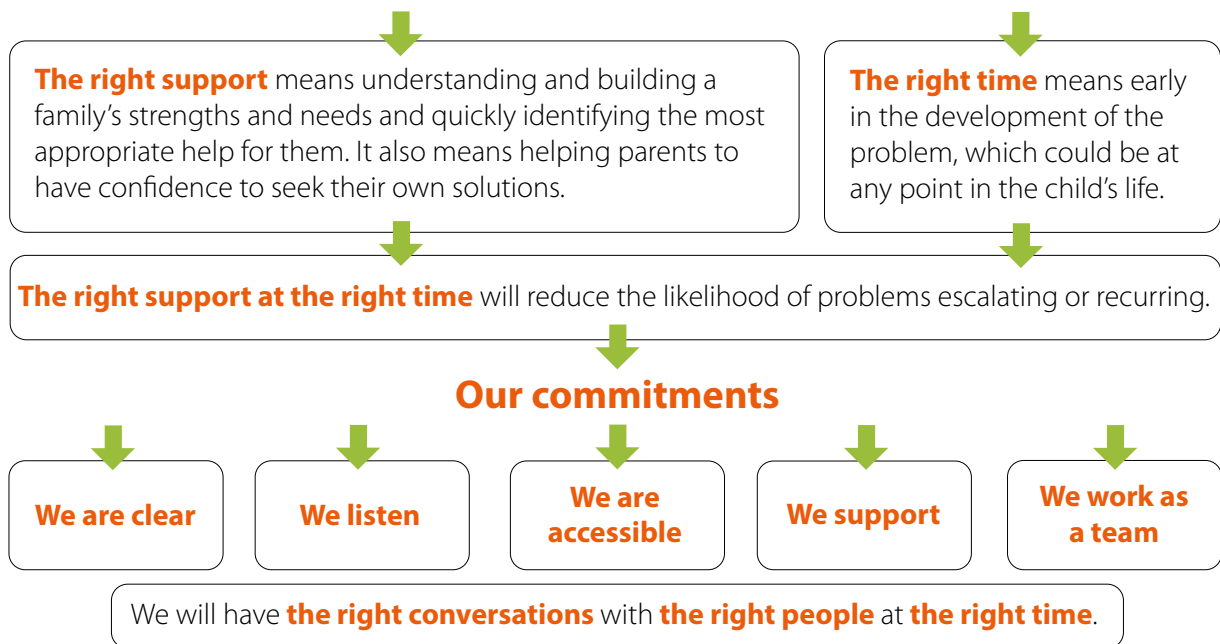 The right support means understanding and building a
family’s strengths and needs and quickly identifying the most
appropriate help for them. It also means helping parents to
have confidence to seek their own solutions.
The right time means early
in the development of the
problem, which could be at
any point in the child’s life.
The right support at the right time will reduce the likelihood of problems escalating or recurring.
Our commitments
We are clear
We listen
We are
accessible
We support
We work as
a team
We will have the right conversations with the right people at the right time.